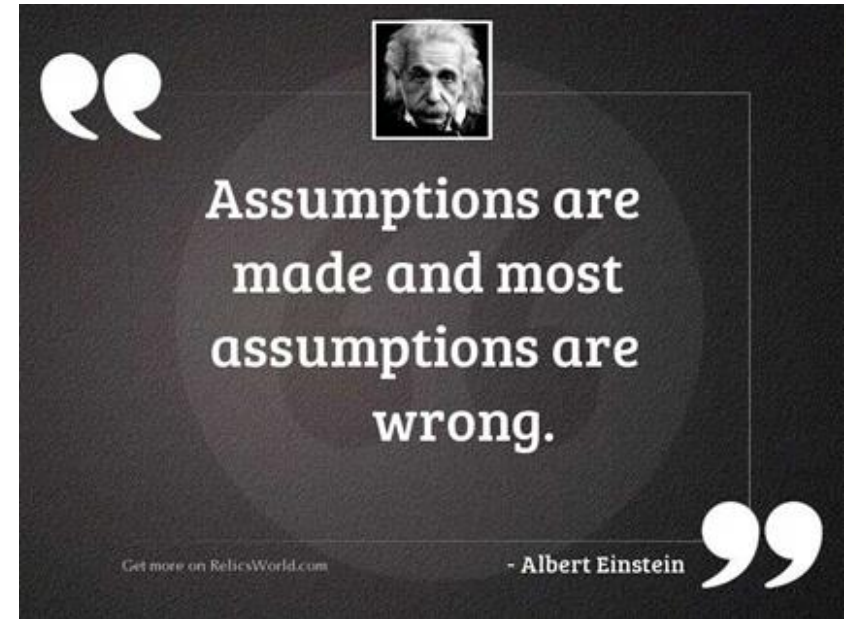 Assumptions are
made and most
assumptions are
wrong.
Get more on RelicsWorld.com
- Albert Einstein